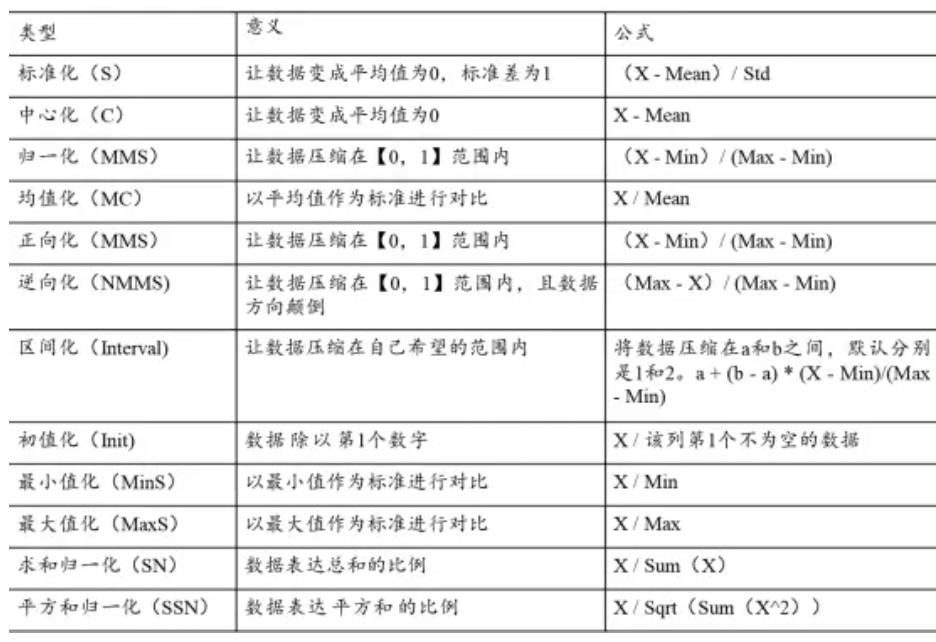 类型 意义 公式
标准化（S） 让数据变成平均值为0，标准差为1 （X - Mean）/ Std
中心化（C） 让数据变成平均值为0 X - Mean
归一化（MMS） 让数据压缩在【0，1】范围内 （X - Min）/ (Max - Min)
均值化（MC） 以平均值作为标准进行对比 X / Mean
正向化（MMS） 让数据压缩在【0，1】范围内 （X - Min）/ (Max - Min)
逆向化（NMMS) 让数据压缩在【0，1】范围内，且数据 （Max - X）/ (Max - Min)
方向颠倒
区间化（Interval) 让数据压缩在自己希望的范围内 将数据压缩在a和b之间，默认分别
是1和2。a + (b - a) * (X - Min)/(Max
- Min)
初值化（Init) 数据 除以 第1个数字 X / 该列第1个不为空的数据
最小值化（MinS） 以最小值作为标准进行对比 X / Min
最大值化（MaxS） 以最大值作为标准进行对比 X / Max
求和归一化（SN） 数据表达总和的比例 X / Sum（X）
平方和归一化（SSN） 数据表达 平方和 的比例 X / Sqrt（Sum（X^2））